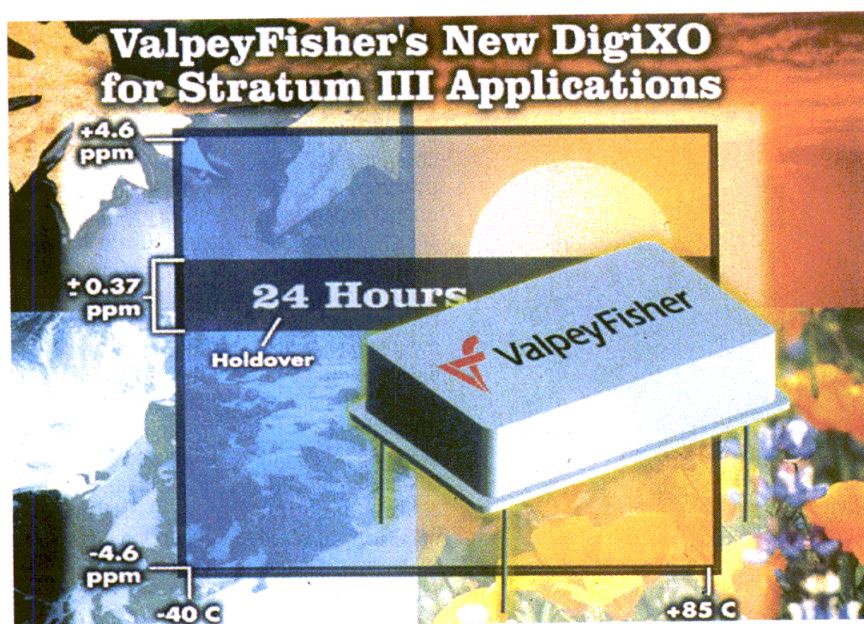 ValpeyFisher's New DigiXO
for Stratum III Applications
+4.6
ppm
± 0.37
ppm
24 Hours
Holdover
ValpeyFisher
-4.6
ppm
-40 C
+85 C